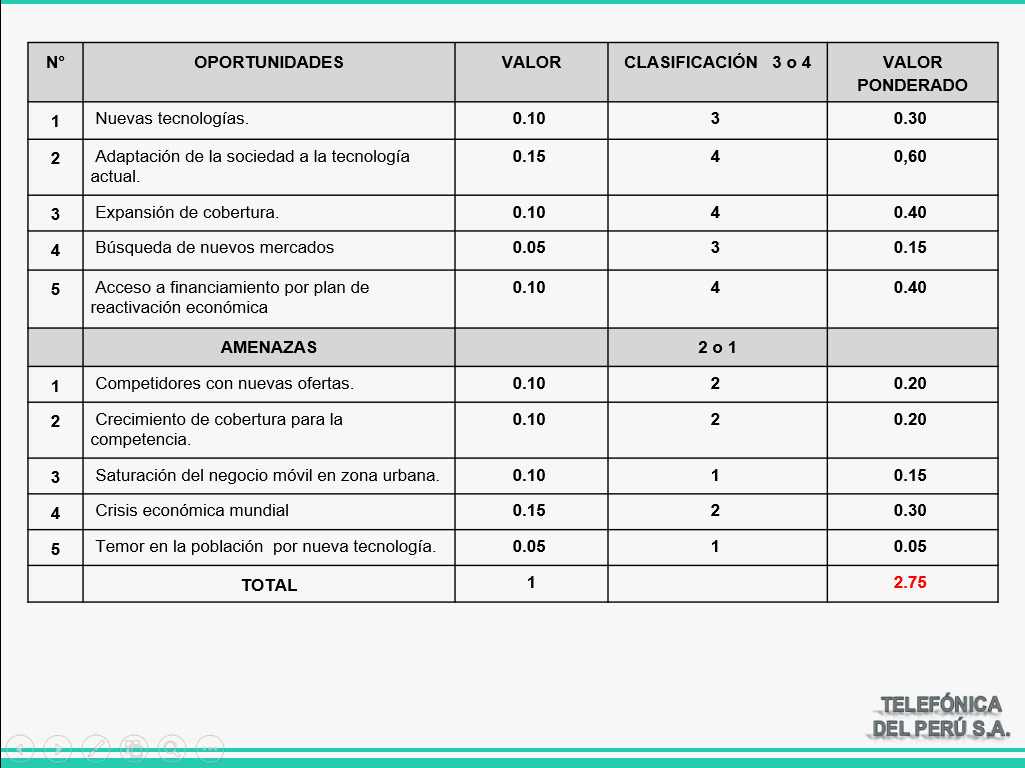 N° OPORTUNIDADES VALOR CLASIFICACIÓN 3 o 4 VALOR
PONDERADO
1 Nuevas tecnologías. 0.10 3 0.30
2 Adaptación de la sociedad a la tecnología 0.15 4 0,60
actual.
3 Expansión de cobertura. 0.10 4 0.40
4 Búsqueda de nuevos mercados 0.05 3 0.15
5 Acceso a financiamiento por plan de 0.10 4 0.40
reactivación económica
AMENAZAS 2 o 1
1 Competidores con nuevas ofertas. 0.10 2 0.20
2 Crecimiento de cobertura para la 0.10 2 0.20
competencia.
3 Saturación del negocio móvil en zona urbana. 0.10 1 0.15
4 Crisis económica mundial 0.15 2 0.30
5 Temor en la población por nueva tecnología. 0.05 1 0.05
TOTAL 1 2.75
TELEFÓNICA
DEL PERÚ S.A.